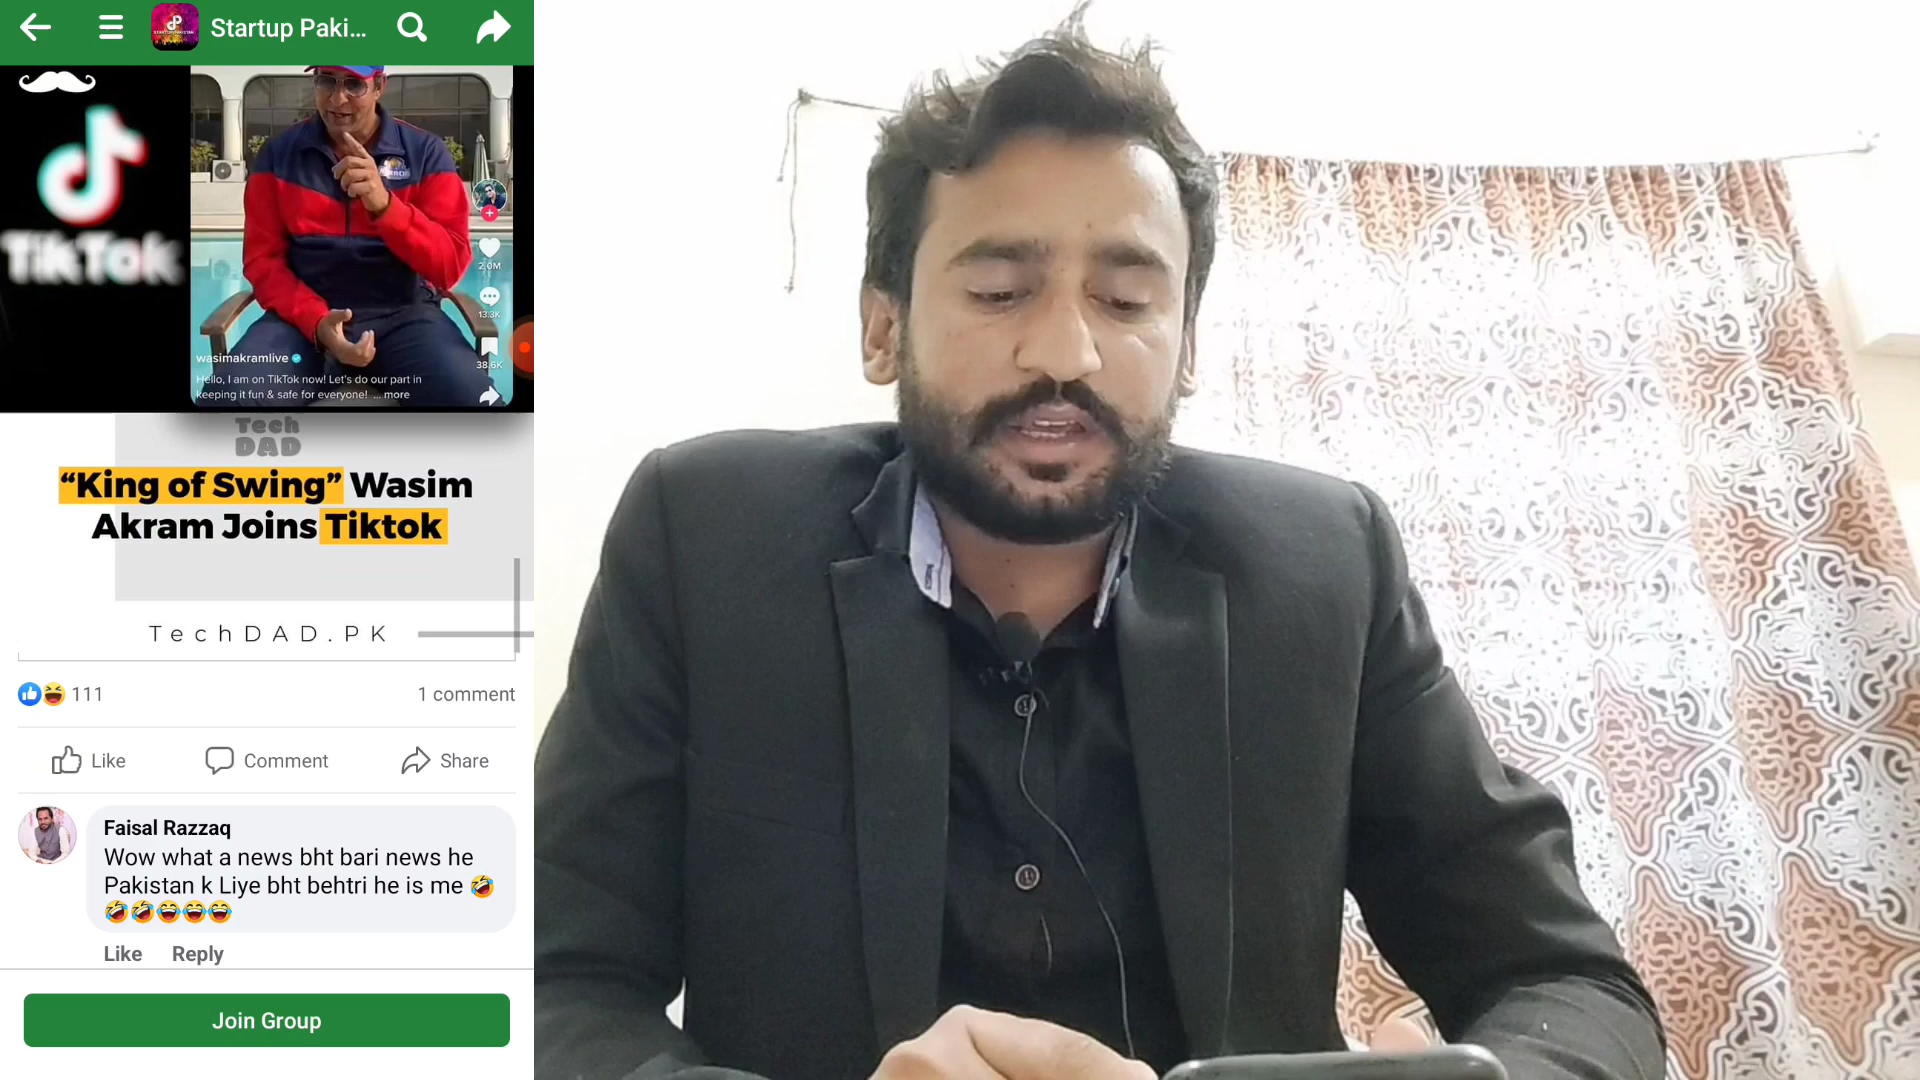 Startup Paki...
TikTok
2.0M
13.3K
38.6K
wasimakramlive
Hello, I am on TikTok now! Let's do our part in
keeping it fun & safe for everyone! ... more
Tech
DAD
“King of Swing” Wasim
Akram Joins Tiktok
TechDAD.PK
111
1 comment
Like
Comment
Share
Faisal Razzaq
Wow what a news bht bari news he
Pakistan k Liye bht behtri he is me 🤣
🤣🤣😂😂😂
Like Reply
Join Group